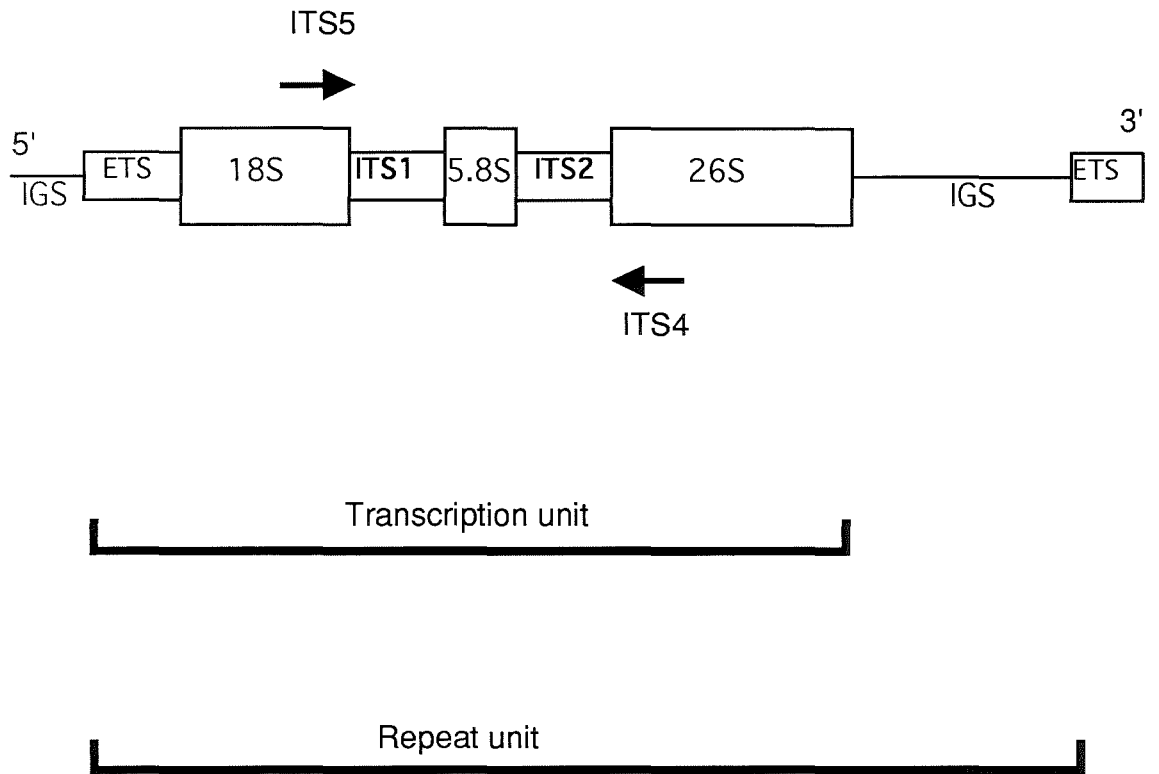 ITS5
5'
3'
IGS
ETS
18S
ITS1
5.8S
ITS2
26S
IGS
ETS
ITS4
Transcription unit
Repeat unit